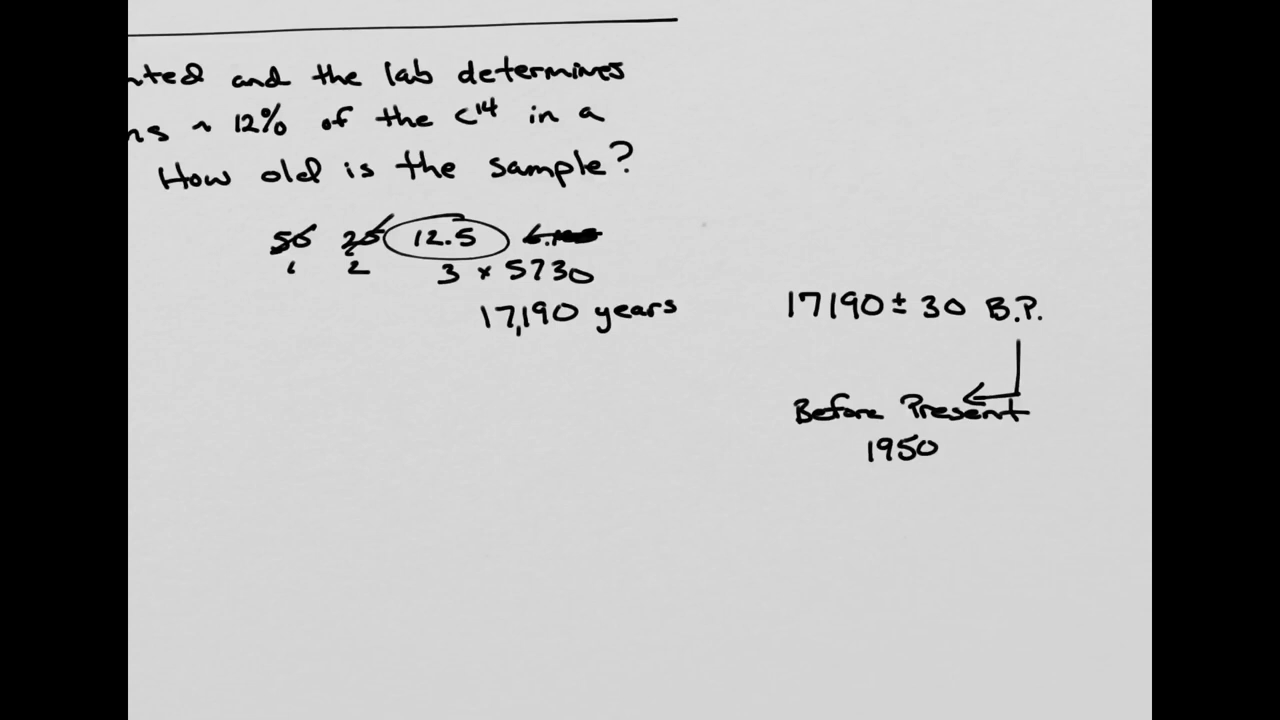 nted and the lab determines
ns ~ 12% of the C14 in a
How old is the sample?
50 25 12.5
1 2 3 × 5730
17,190 years
17190 ± 30 B.P.
Before Present
1950